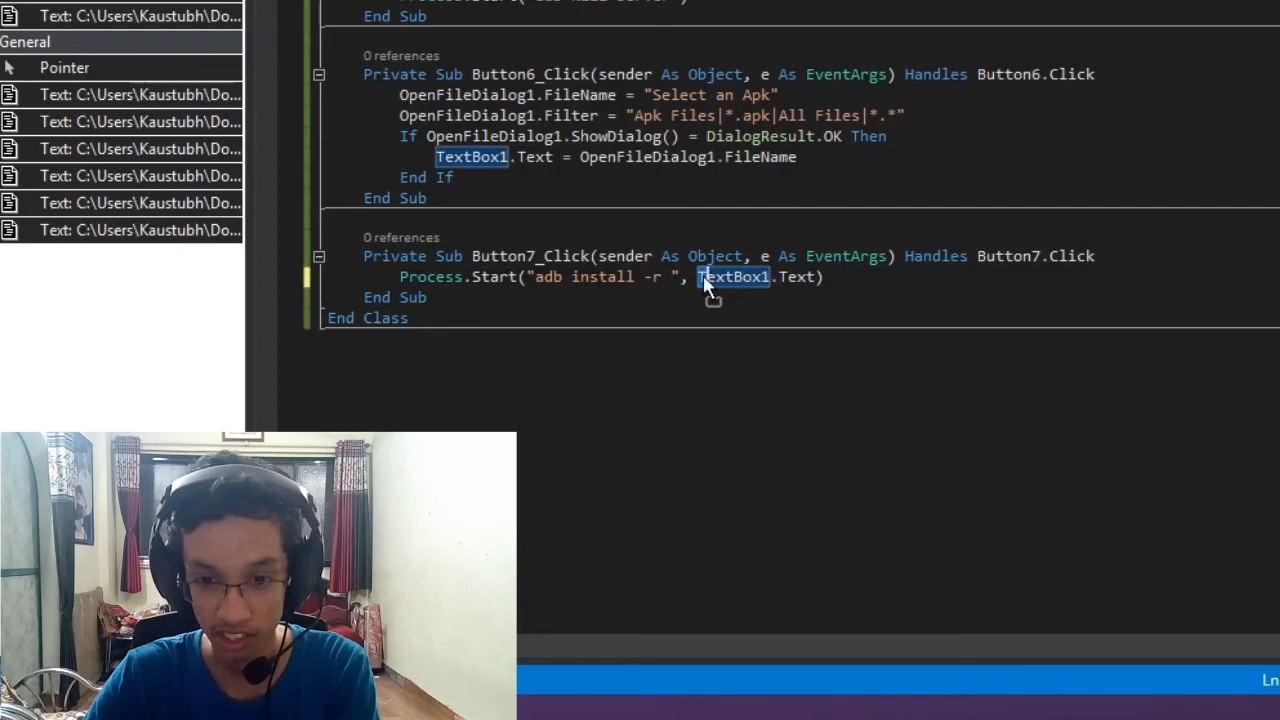 Text: C:\Users\Kaustubh\Do...
General
Pointer
Text: C:\Users\Kaustubh\Do...
Text: C:\Users\Kaustubh\Do...
Text: C:\Users\Kaustubh\Do...
Text: C:\Users\Kaustubh\Do...
Text: C:\Users\Kaustubh\Do...
Text: C:\Users\Kaustubh\Do...
End Sub
0 references
Private Sub Button6_Click(sender As Object, e As EventArgs) Handles Button6.Click
OpenFileDialog1.FileName = "Select an Apk"
OpenFileDialog1.Filter = "Apk Files|*.apk|All Files|*.*"
If OpenFileDialog1.ShowDialog() = DialogResult.OK Then
TextBox1.Text = OpenFileDialog1.FileName
End If
End Sub
0 references
Private Sub Button7_Click(sender As Object, e As EventArgs) Handles Button7.Click
Process.Start("adb install -r ", TextBox1.Text)
End Sub
End Class
Ln